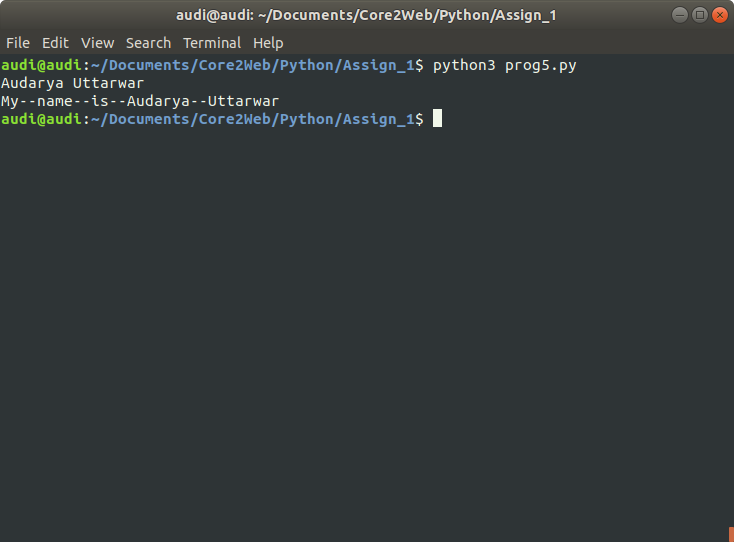 audi@audi: ~/Documents/Core2Web/Python/Assign_1
File Edit View Search Terminal Help
audi@audi:~/Documents/Core2Web/Python/Assign_1$ python3 prog5.py
Audarya Uttarwar
My--name--is--Audarya--Uttarwar
audi@audi:~/Documents/Core2Web/Python/Assign_1$